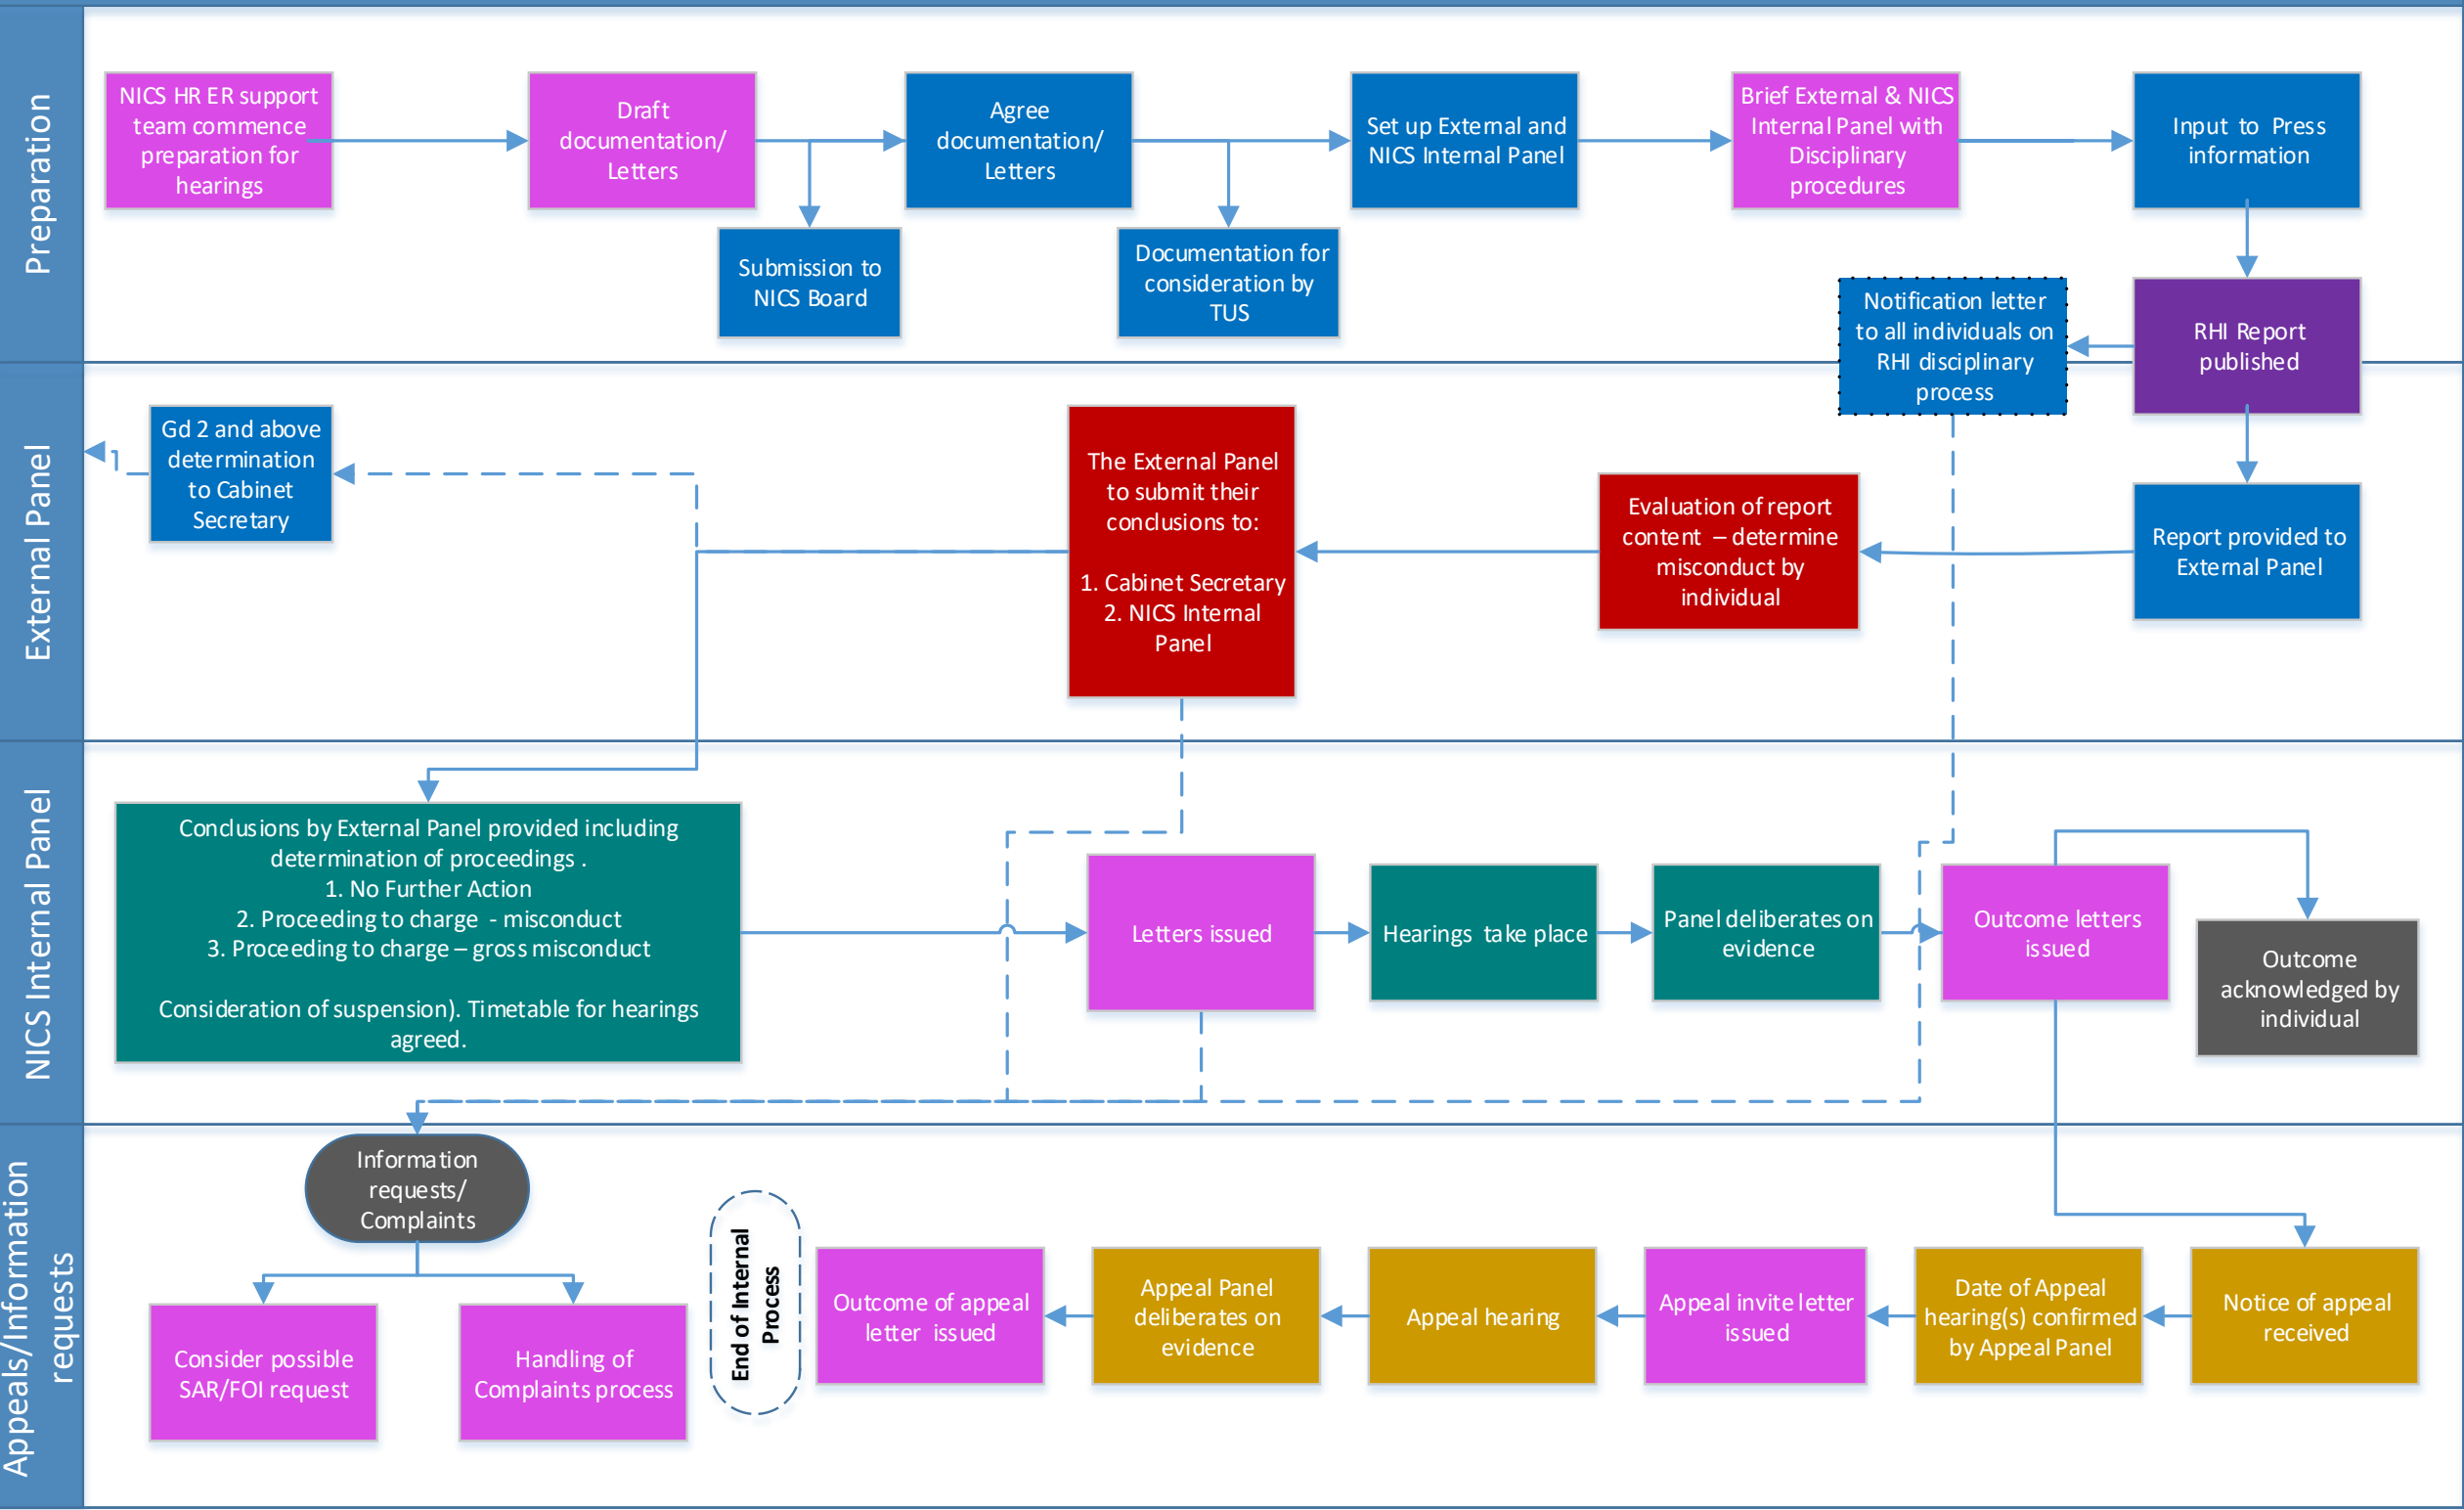 Preparation
NICS HR ER support
team commence
preparation for
hearings
Draft
documentation/
Letters
Agree
documentation/
Letters
Set up External and
NICS Internal Panel
Brief External & NICS
Internal Panel with
Disciplinary
procedures
Input to Press
information
Submission to
NICS Board
Documentation for
consideration by
TUS
Notification letter
to all individuals on
RHI disciplinary
process
RHI Report
published
External Panel
Gd 2 and above
determination
to Cabinet
Secretary
The External Panel
to submit their
conclusions to:
1. Cabinet Secretary
2. NICS Internal
Panel
Evaluation of report
content – determine
misconduct by
individual
Report provided to
External Panel
NICS Internal Panel
Conclusions by External Panel provided including
determination of proceedings .
1. No Further Action
2. Proceeding to charge - misconduct
3. Proceeding to charge – gross misconduct
Consideration of suspension). Timetable for hearings
agreed.
Letters issued
Hearings take place
Panel deliberates on
evidence
Outcome letters
issued
Outcome
acknowledged by
individual
Appeals/Information
requests
Information
requests/
Complaints
Consider possible
SAR/FOI request
Handling of
Complaints process
End of Internal
Process
Outcome of appeal
letter issued
Appeal Panel
deliberates on
evidence
Appeal hearing
Appeal invite letter
issued
Date of Appeal
hearing(s) confirmed
by Appeal Panel
Notice of appeal
received